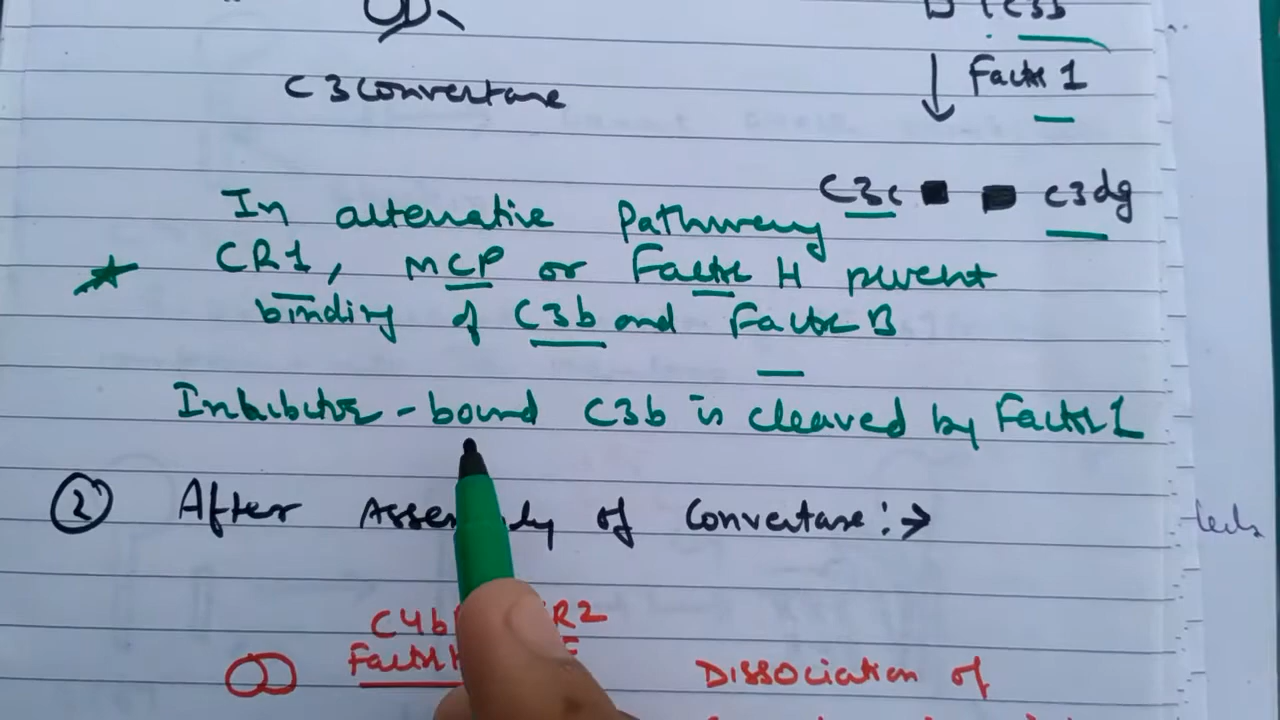 Factor 1
C3 Convertase
C3c C3dg
In alternative Pathway
CR1, MCP or Factor H prevent
binding of C3b and Factor B
Inhibitor - bound C3b is cleaved by Factor 1
② After Assembly of Convertase :→
C4b R2
Factor
Dissociation of